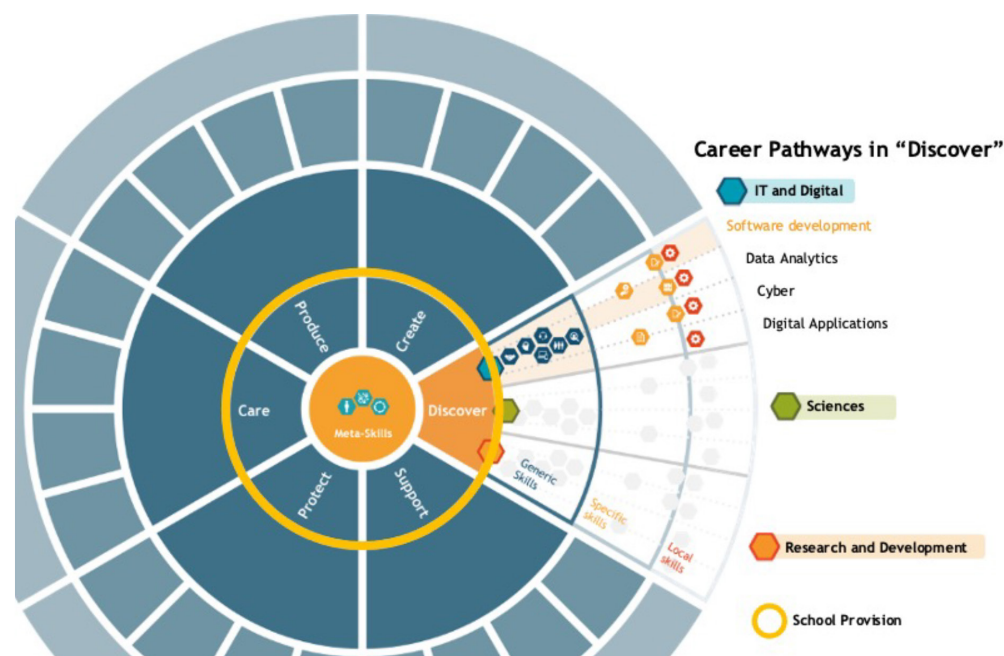 Career Pathways in “Discover”
IT and Digital
Software development
Data Analytics
Cyber
Digital Applications
Sciences
Research and Development
School Provision
Produce
Create
Care
Meta-Skills
Discover
Protect
Support
Generic
Skills
Specific
skills
Local
skills